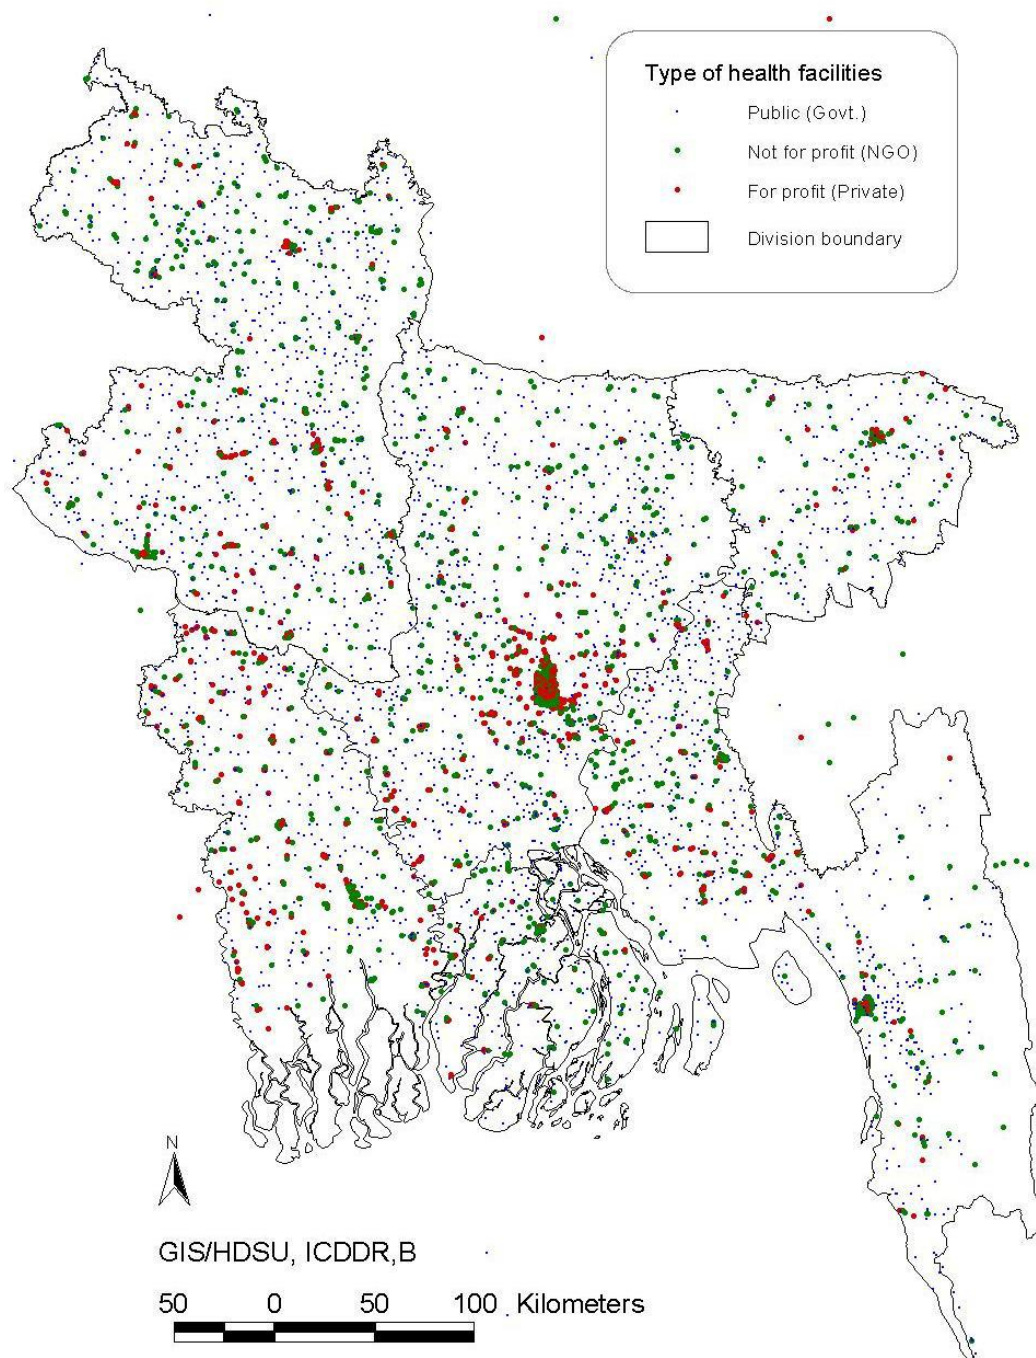 Type of health facilities
Public (Govt.)
Not for profit (NGO)
For profit (Private)
Division boundary
N
GIS/HDSU, ICDDR,B
50 0 50 100 Kilometers